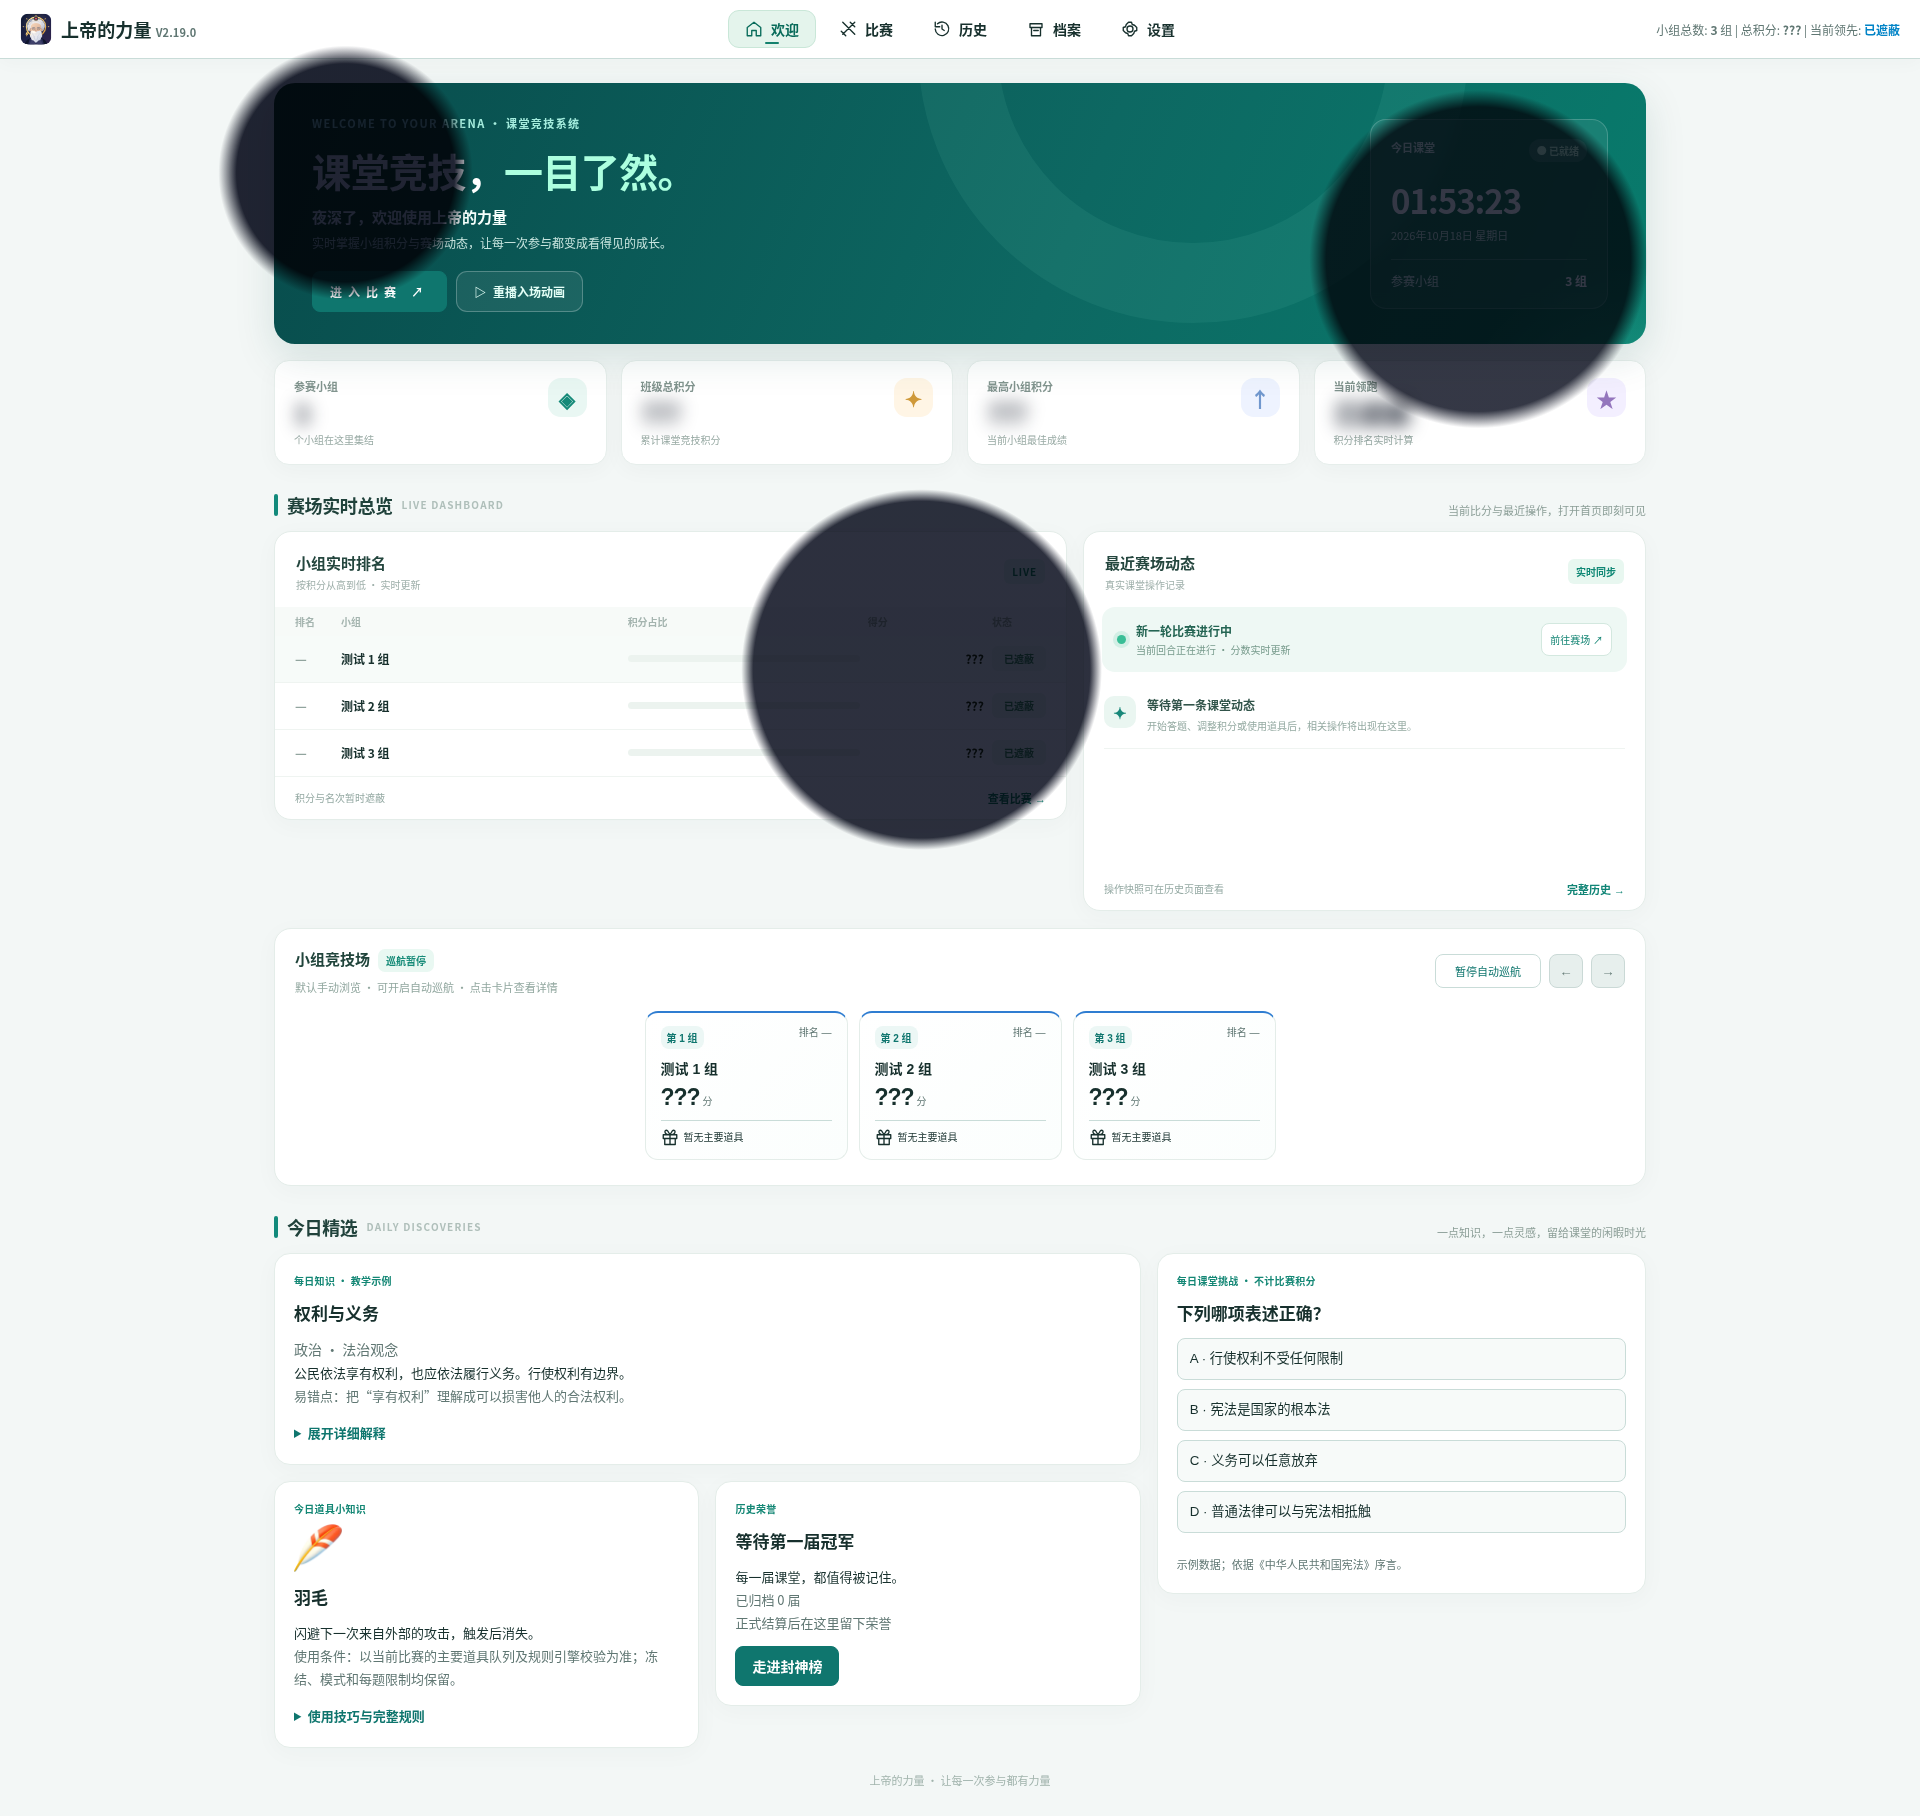 上帝的力量 V2.19.0
欢迎
比赛
历史
档案
设置
小组总数: 3 组 | 总积分: ??? | 当前领先: 已遮蔽
WELCOME TO YOUR ARENA · 课堂竞技系统
课堂竞技，一目了然。
夜深了，欢迎使用上帝的力量
实时掌握小组积分与赛场动态，让每一次参与都变成看得见的成长。
进入比赛 ↗
▷ 重播入场动画
今日课堂
已就绪
01:53:23
2026年10月18日 星期日
参赛小组
3 组
参赛小组
个小组在这里集结
班级总积分
累计课堂竞技积分
最高小组积分
当前小组最佳成绩
当前领跑
积分排名实时计算
赛场实时总览 LIVE DASHBOARD
当前比分与最近操作，打开首页即刻可见
小组实时排名
按积分从高到低 · 实时更新
LIVE
排名 小组 积分占比 得分 状态
— 测试 1 组 ??? 已遮蔽
— 测试 2 组 ??? 已遮蔽
— 测试 3 组 ??? 已遮蔽
积分与名次暂时遮蔽
查看比赛 →
最近赛场动态
真实课堂操作记录
实时同步
新一轮比赛进行中
当前回合正在进行 · 分数实时更新
前往赛场 ↗
等待第一条课堂动态
开始答题、调整积分或使用道具后，相关操作将出现在这里。
操作快照可在历史页面查看
完整历史 →
小组竞技场 巡航暂停
默认手动浏览 · 可开启自动巡航 · 点击卡片查看详情
暂停自动巡航
←
→
第 1 组 排名 —
测试 1 组
??? 分
暂无主要道具
第 2 组 排名 —
测试 2 组
??? 分
暂无主要道具
第 3 组 排名 —
测试 3 组
??? 分
暂无主要道具
今日精选 DAILY DISCOVERIES
一点知识，一点灵感，留给课堂的闲暇时光
每日知识 · 教学示例
权利与义务
政治 · 法治观念
公民依法享有权利，也应依法履行义务。行使权利有边界。
易错点：把“享有权利”理解成可以损害他人的合法权利。
▶ 展开详细解释
每日课堂挑战 · 不计比赛积分
下列哪项表述正确？
A · 行使权利不受任何限制
B · 宪法是国家的根本法
C · 义务可以任意放弃
D · 普通法律可以与宪法相抵触
示例数据；依据《中华人民共和国宪法》序言。
今日道具小知识
羽毛
闪避下一次来自外部的攻击，触发后消失。
使用条件：以当前比赛的主要道具队列及规则引擎校验为准；冻
结、模式和每题限制均保留。
▶ 使用技巧与完整规则
历史荣誉
等待第一届冠军
每一届课堂，都值得被记住。
已归档 0 届
正式结算后在这里留下荣誉
走进封神榜
上帝的力量 · 让每一次参与都有力量